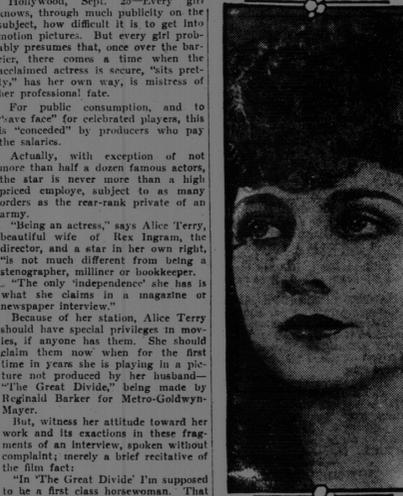 Hollywood, Sept. 25—Every girl
knows, through much publicity on the
subject, how difficult it is to get into
motion pictures. But every girl prob-
ably presumes that, once over the bar-
rier, there comes a time when the
acclaimed actress is secure, "sits pret-
ty," has her own way, is mistress of
her professional fate.
For public consumption, and to
"save face" for celebrated players, this
is "conceded" by producers who pay
the salaries.
Actually, with exception of not
more than half a dozen famous actors,
the star is never more than a high
priced employe, subject to as many
orders as the rear-rank private of an
army.
"Being an actress," says Alice Terry,
beautiful wife of Rex Ingram, the
director, and a star in her own right,
"is not much different from being a
stenographer, milliner or bookkeeper.
"The only 'independence' she has is
what she claims in a magazine or
newspaper interview."
Because of her station, Alice Terry
should have special privileges in mov-
ies, if anyone has them. She should
claim them now when for the first
time in years she is playing in a pic-
ture not produced by her husband—
"The Great Divide," being made by
Reginald Barker for Metro-Goldwyn-
Mayer.
But, witness her attitude toward her
work and its exactions in these frag-
ments of an interview, spoken without
complaint; merely a brief recitative of
the film fact:
"In 'The Great Divide' I'm supposed
to be a first class horsewoman. That